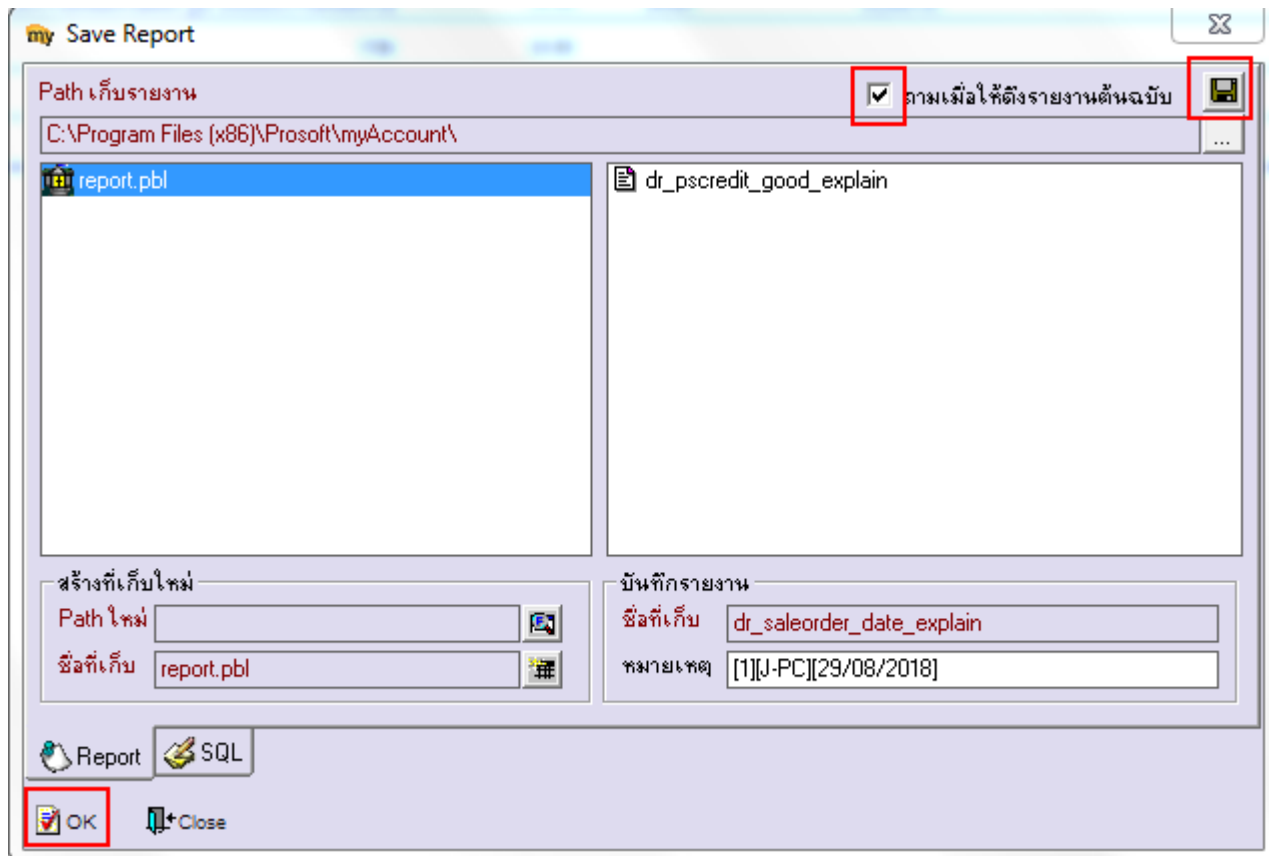 my Save Report
Path เก็บรายงาน
ถามเมื่อให้ดึงรายงานต้นฉบับ
C:\Program Files (x86)\Prosoft\myAccount\
...
report.pbl
dr_pscredit_good_explain
สร้างที่เก็บใหม่
Path ใหม่
ชื่อที่เก็บ report.pbl
บันทึกรายงาน
ชื่อที่เก็บ dr_saleorder_date_explain
หมายเหตุ [1][J-PC][29/08/2018]
Report SQL
OK Close